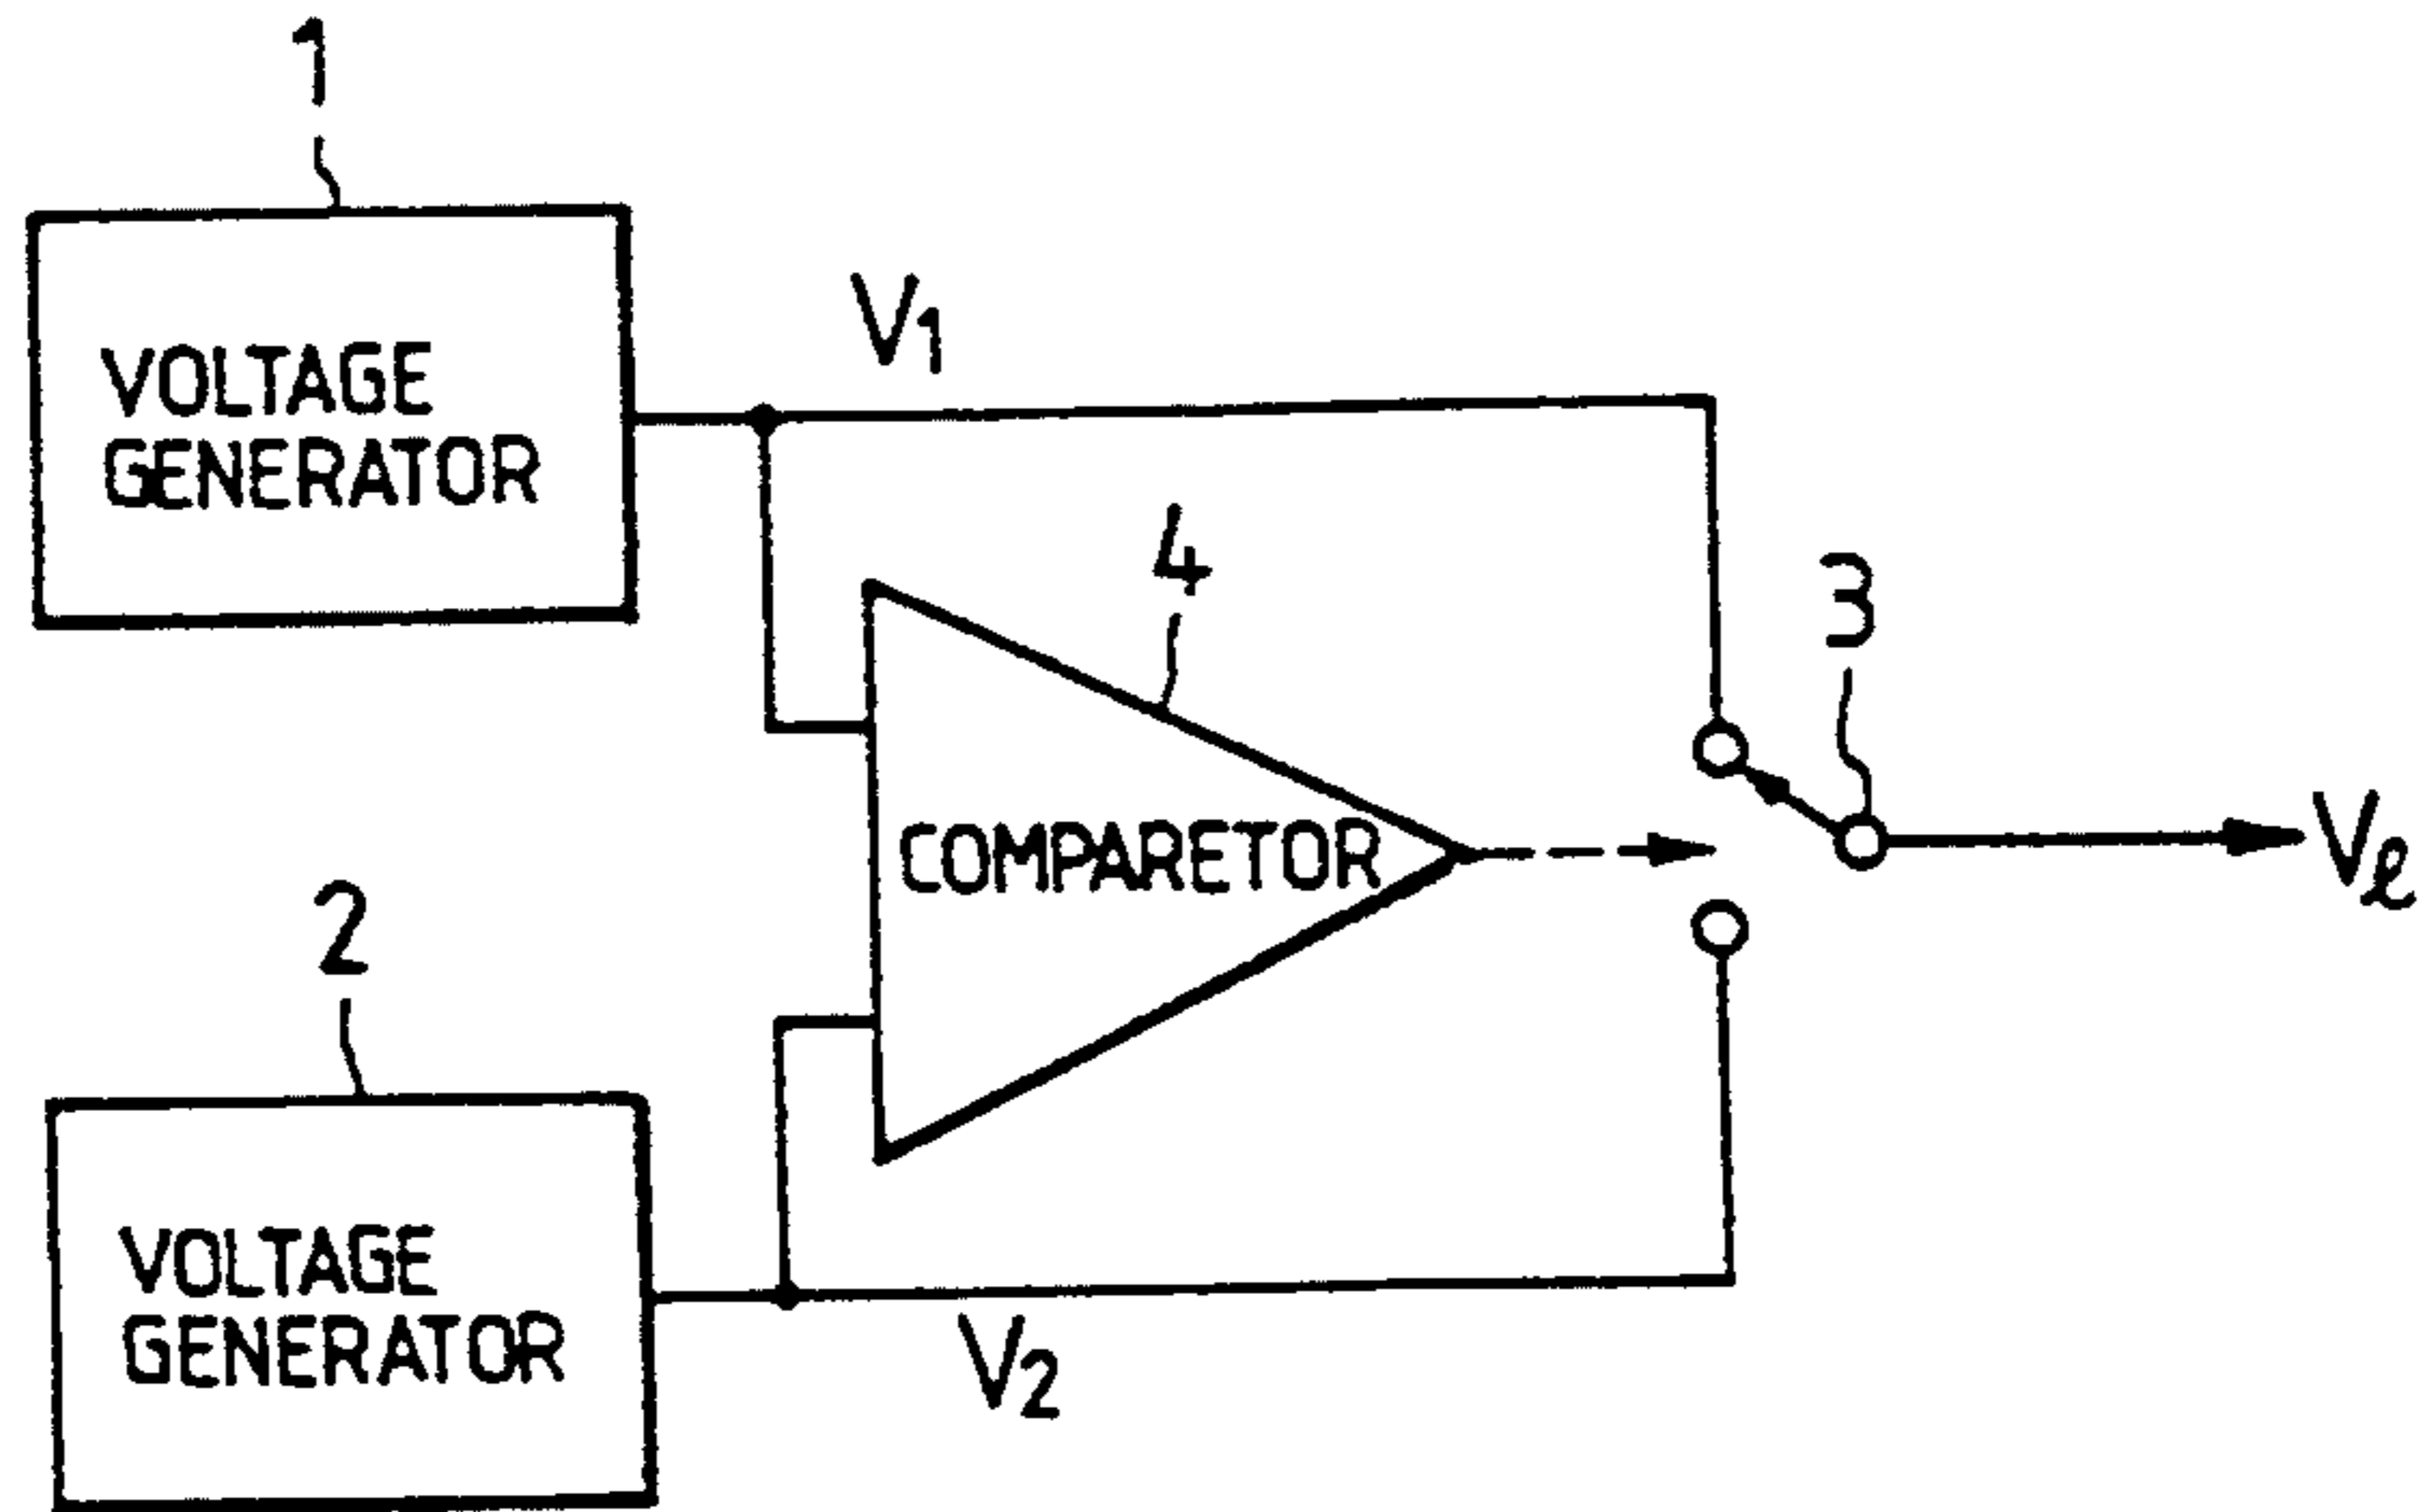 1
VOLTAGE
GENERATOR
V1
4
3
COMPARETOR
Vℓ
2
VOLTAGE
GENERATOR
V2